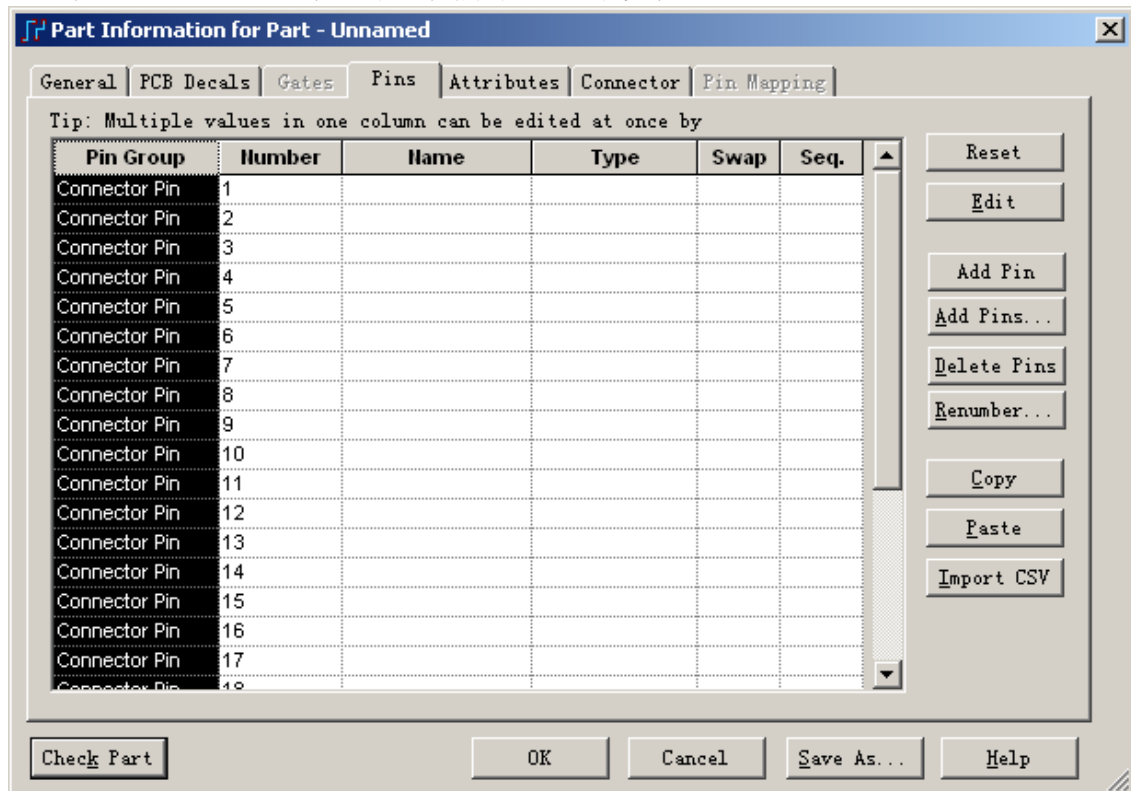 Part Information for Part - Unnamed
General PCB Decals Gates Pins Attributes Connector Pin Mapping
Tip: Multiple values in one column can be edited at once by
Pin Group Number Name Type Swap Seq.
Connector Pin 1
Connector Pin 2
Connector Pin 3
Connector Pin 4
Connector Pin 5
Connector Pin 6
Connector Pin 7
Connector Pin 8
Connector Pin 9
Connector Pin 10
Connector Pin 11
Connector Pin 12
Connector Pin 13
Connector Pin 14
Connector Pin 15
Connector Pin 16
Connector Pin 17
Connector Pin 18
Reset
Edit
Add Pin
Add Pins...
Delete Pins
Renumber...
Copy
Paste
Import CSV
Check Part OK Cancel Save As... Help